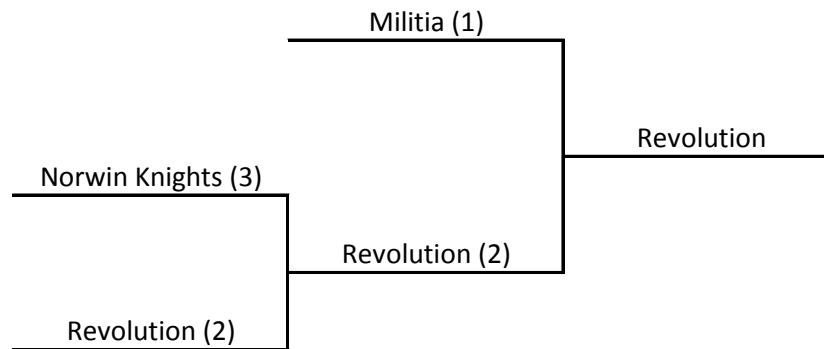 Militia (1)
Revolution
Norwin Knights (3)
Revolution (2)
Revolution (2)